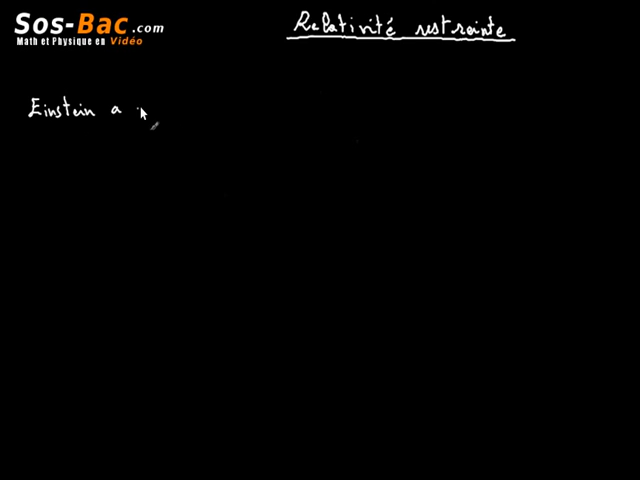 Sos-Bac.com
Math et Physique en Vidéo
Relativité restreinte
Einstein a